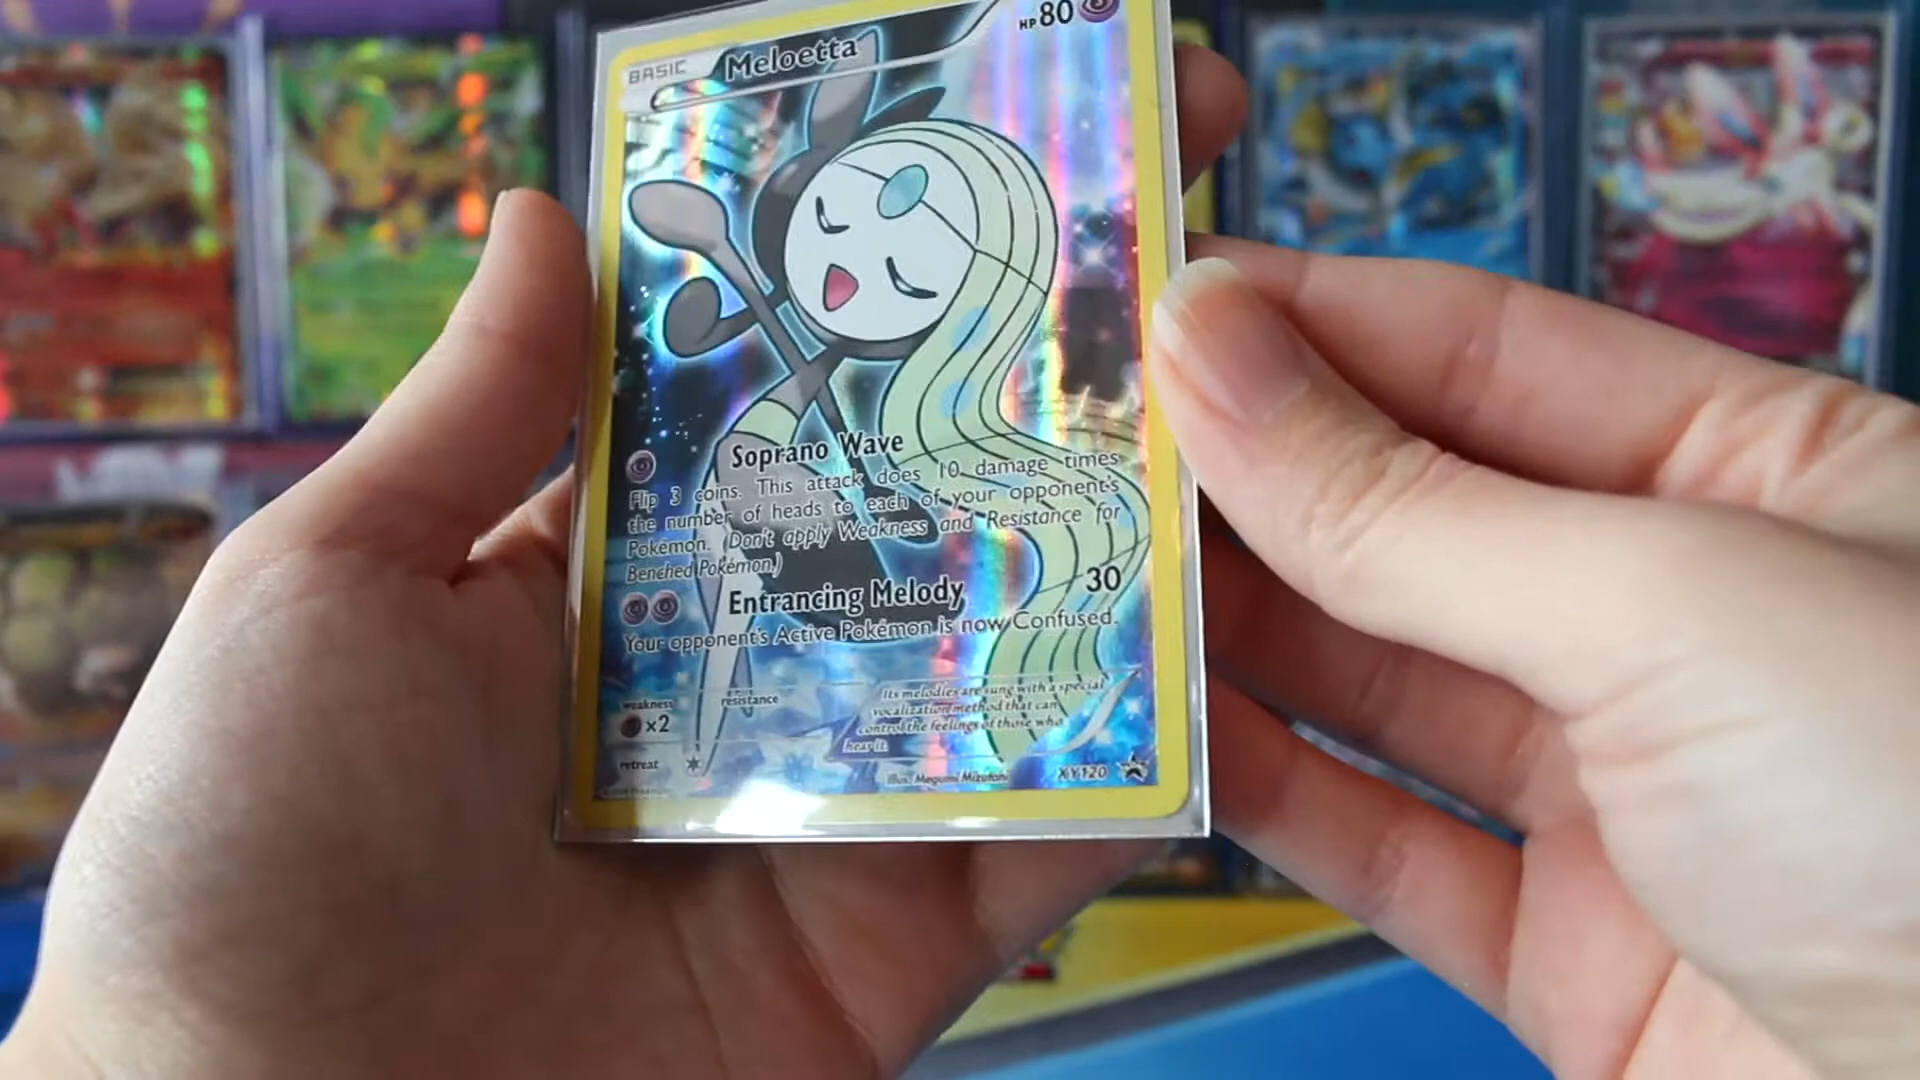 BASIC Meloetta HP80
Soprano Wave
Flip 3 coins. This attack does 10 damage times
the number of heads to each of your opponent's
Pokémon. (Don't apply Weakness and Resistance for
Benched Pokémon.)
Entrancing Melody 30
Your opponent's Active Pokémon is now Confused.
weakness resistance
x2
Its melodies are sung with a special
vocalization method that can
control the feelings of those who
hear it.
retreat
Illus. Megumi Mizutani XY120